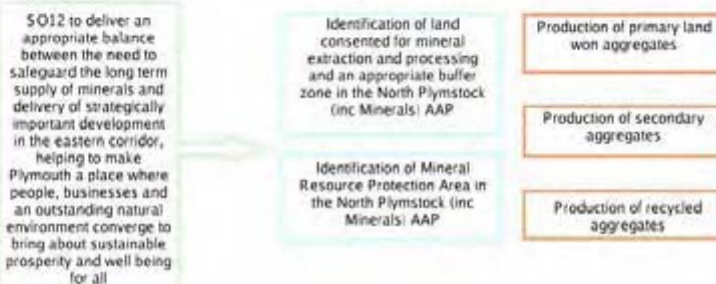 SO12 to deliver an
appropriate balance
between the need to
safeguard the long term
supply of minerals and
delivery of strategically
important development
in the eastern corridor,
helping to make
Plymouth a place where
people, businesses and
an outstanding natural
environment converge to
bring about sustainable
prosperity and well being
for all
Identification of land
consented for mineral
extraction and processing
and an appropriate buffer
zone in the North Plymstock
(inc Minerals) AAP
Identification of Mineral
Resource Protection Area in
the North Plymstock (inc
Minerals) AAP
Production of primary land
won aggregates
Production of secondary
aggregates
Production of recycled
aggregates